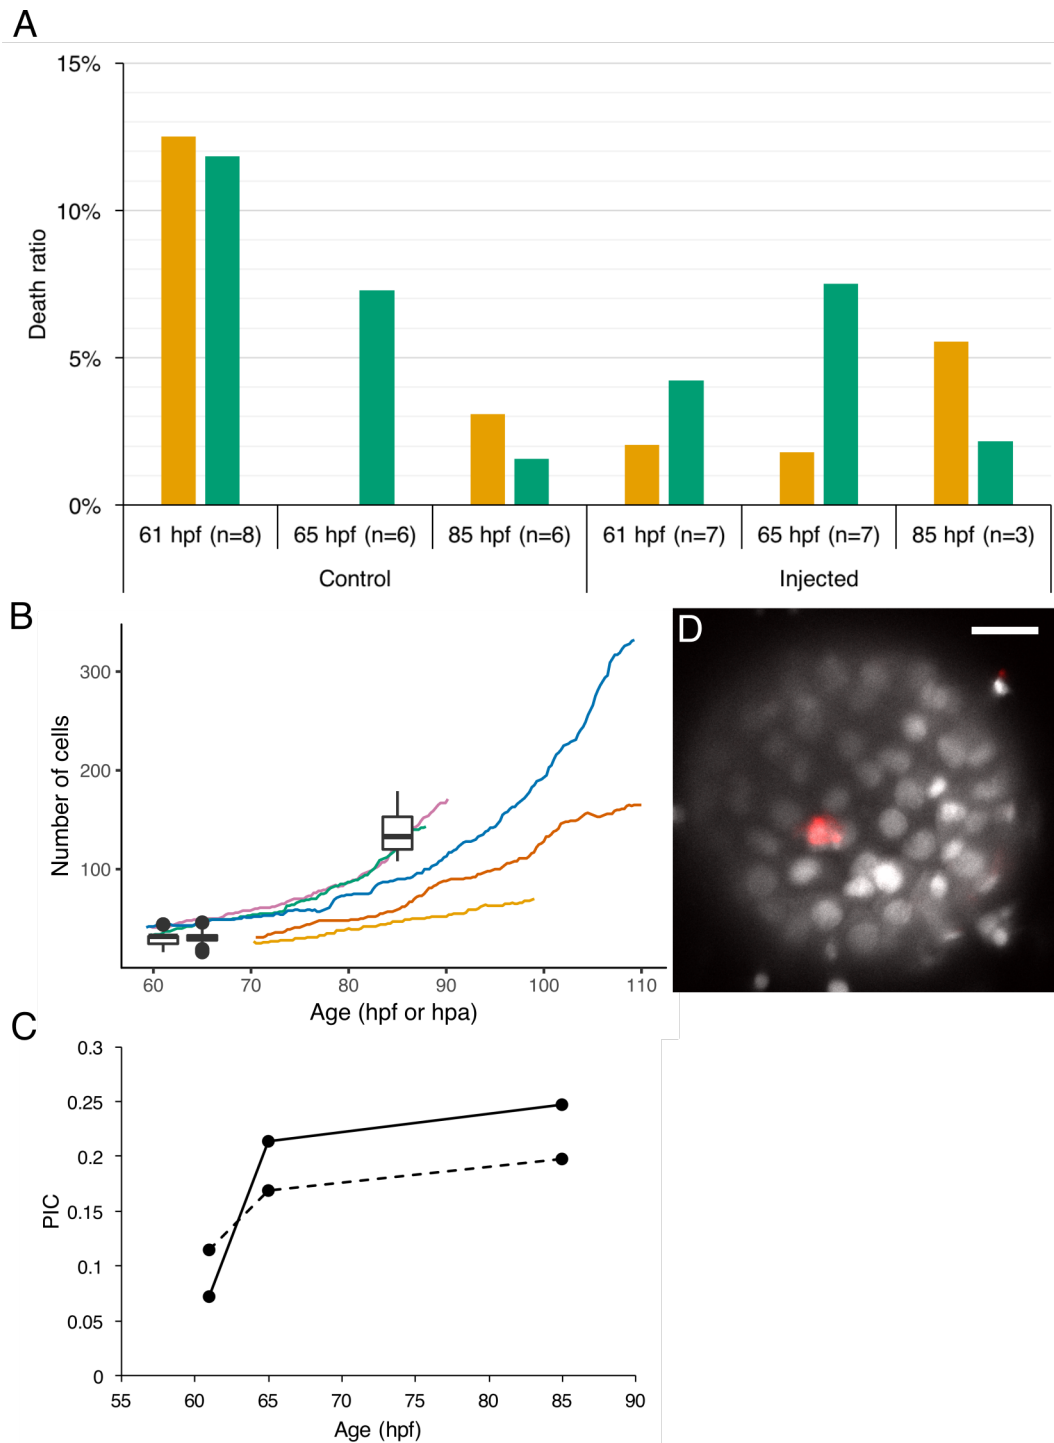 A
15%
10%
5%
0%
Death ratio
61 hpf (n=8)
65 hpf (n=6)
85 hpf (n=6)
61 hpf (n=7)
65 hpf (n=7)
85 hpf (n=3)
Control
Injected
B
300
200
100
Number of cells
60
70
80
90
100
110
Age (hpf or hpa)
D
C
0.3
0.25
0.2
0.15
0.1
0.05
0
PIC
55
60
65
70
75
80
85
90
Age (hpf)